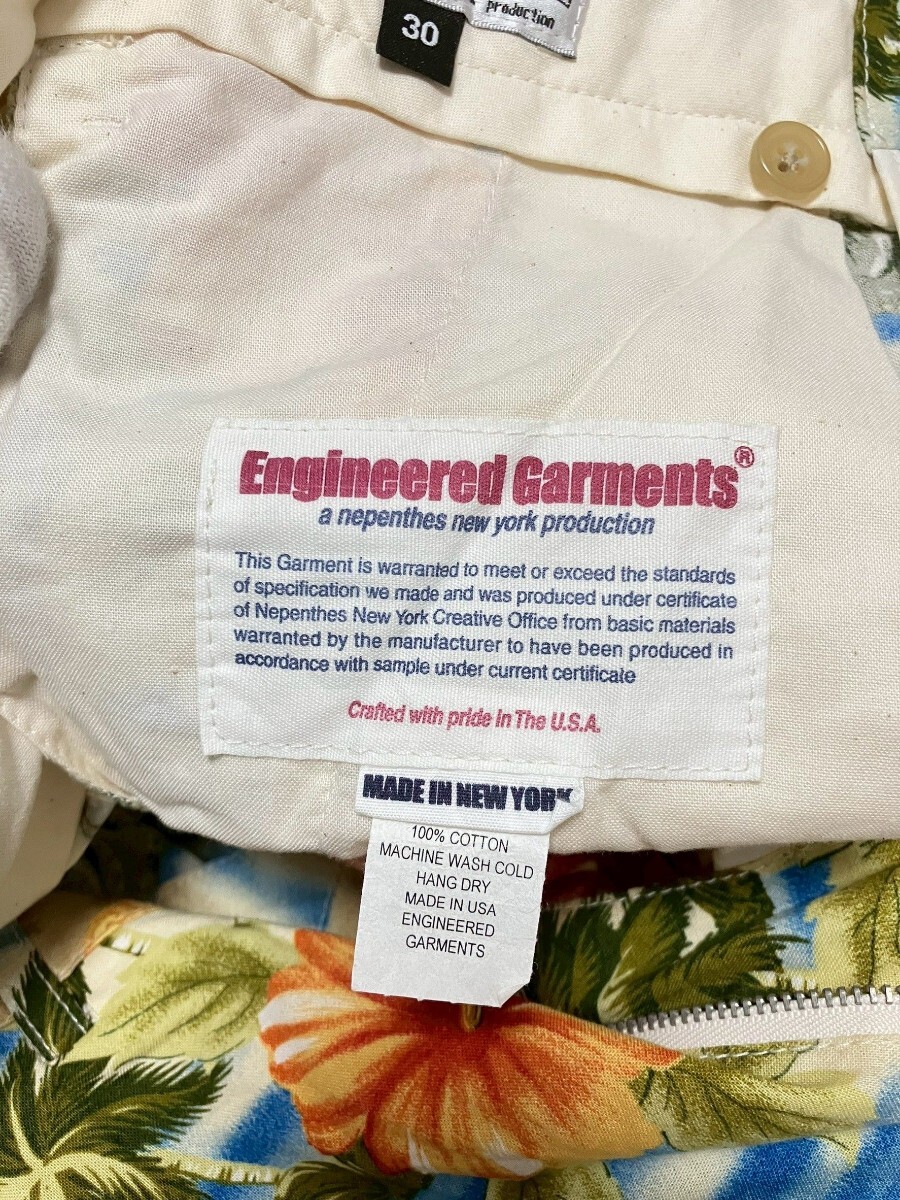 production
30
Engineered Garments®
a nepenthes new york production
This Garment is warranted to meet or exceed the standards
of specification we made and was produced under certificate
of Nepenthes New York Creative Office from basic materials
warranted by the manufacturer to have been produced in
accordance with sample under current certificate
Crafted with pride in The U.S.A.
MADE IN NEW YORK
100% COTTON
MACHINE WASH COLD
HANG DRY
MADE IN USA
ENGINEERED
GARMENTS